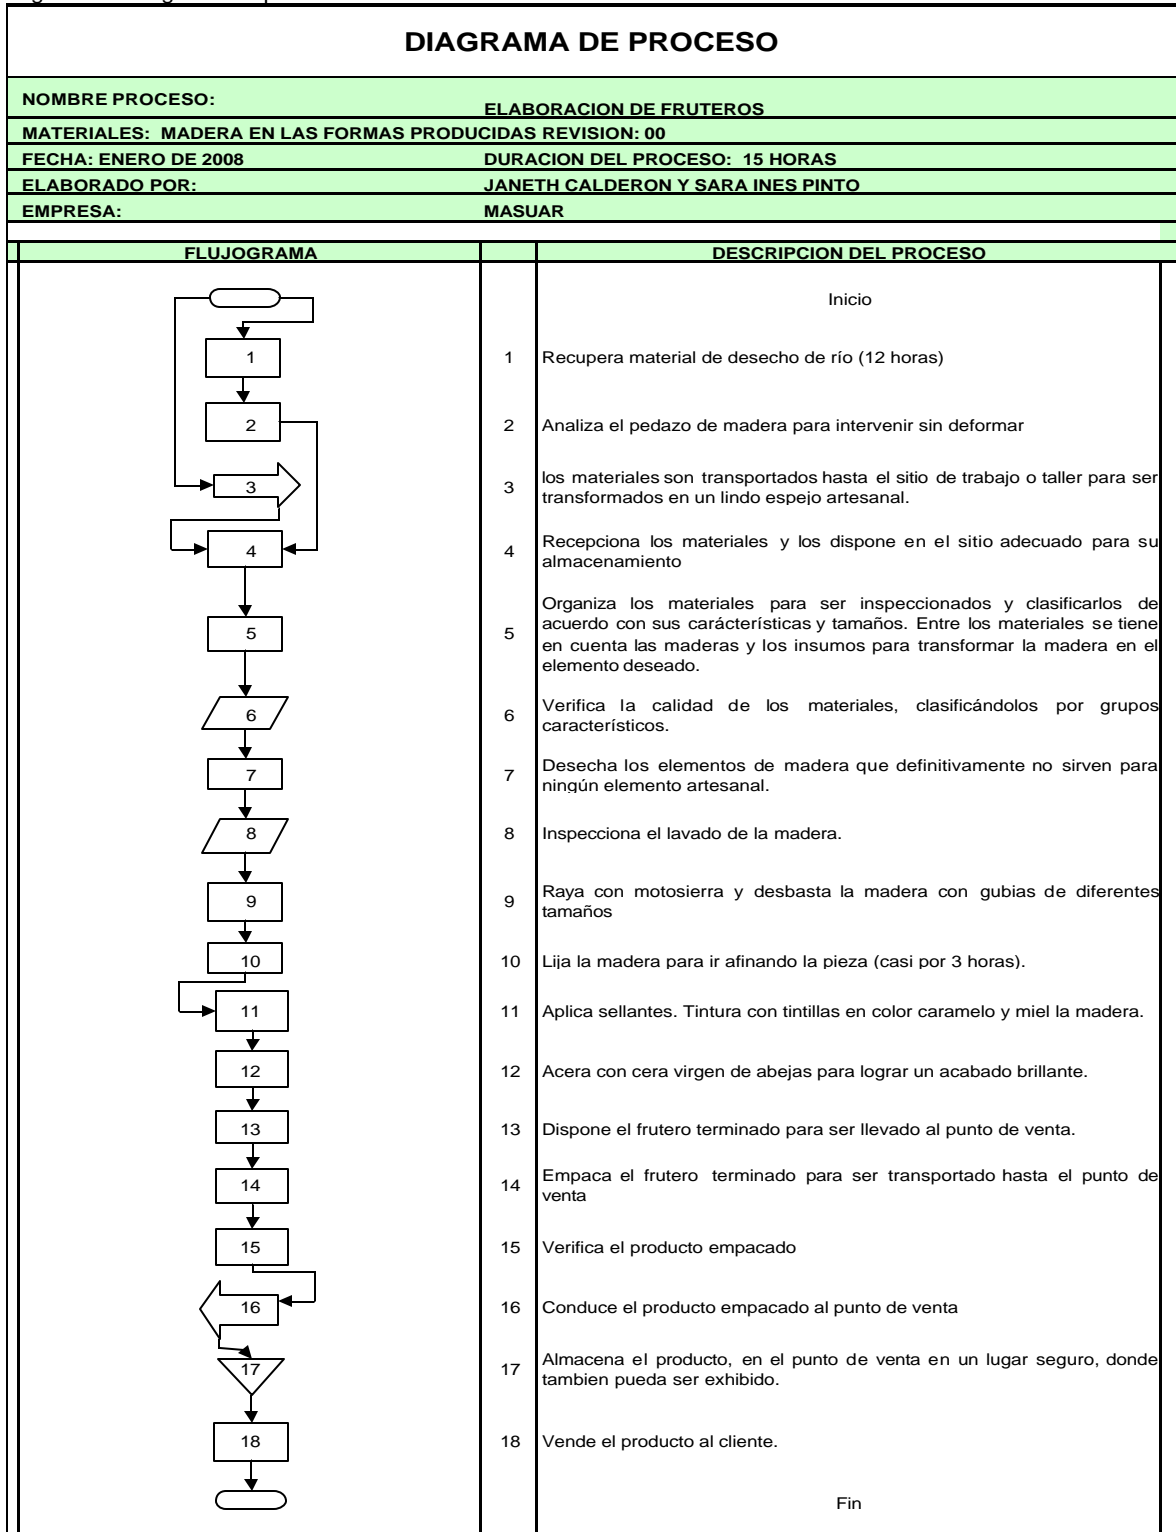 DIAGRAMA DE PROCESO
NOMBRE PROCESO: ELABORACION DE FRUTEROS
MATERIALES: MADERA EN LAS FORMAS PRODUCIDAS REVISION: 00
FECHA: ENERO DE 2008 DURACION DEL PROCESO: 15 HORAS
ELABORADO POR: JANETH CALDERON Y SARA INES PINTO
EMPRESA: MASUAR
FLUJOGRAMA DESCRIPCION DEL PROCESO
Inicio
1 1 Recupera material de desecho de río (12 horas)
2 2 Analiza el pedazo de madera para intervenir sin deformar
3 3 los materiales son transportados hasta el sitio de trabajo o taller para ser
transformados en un lindo espejo artesanal.
4 4 Recepciona los materiales y los dispone en el sitio adecuado para su
almacenamiento
5 5 Organiza los materiales para ser inspeccionados y clasificarlos de
acuerdo con sus carácterísticas y tamaños. Entre los materiales se tiene
en cuenta las maderas y los insumos para transformar la madera en el
elemento deseado.
6 6 Verifica la calidad de los materiales, clasificándolos por grupos
característicos.
7 7 Desecha los elementos de madera que definitivamente no sirven para
ningún elemento artesanal.
8 8 Inspecciona el lavado de la madera.
9 9 Raya con motosierra y desbasta la madera con gubias de diferentes
tamaños
10 10 Lija la madera para ir afinando la pieza (casi por 3 horas).
11 11 Aplica sellantes. Tintura con tintillas en color caramelo y miel la madera.
12 12 Acera con cera virgen de abejas para lograr un acabado brillante.
13 13 Dispone el frutero terminado para ser llevado al punto de venta.
14 14 Empaca el frutero terminado para ser transportado hasta el punto de
venta
15 15 Verifica el producto empacado
16 16 Conduce el producto empacado al punto de venta
17 17 Almacena el producto, en el punto de venta en un lugar seguro, donde
tambien pueda ser exhibido.
18 18 Vende el producto al cliente.
Fin